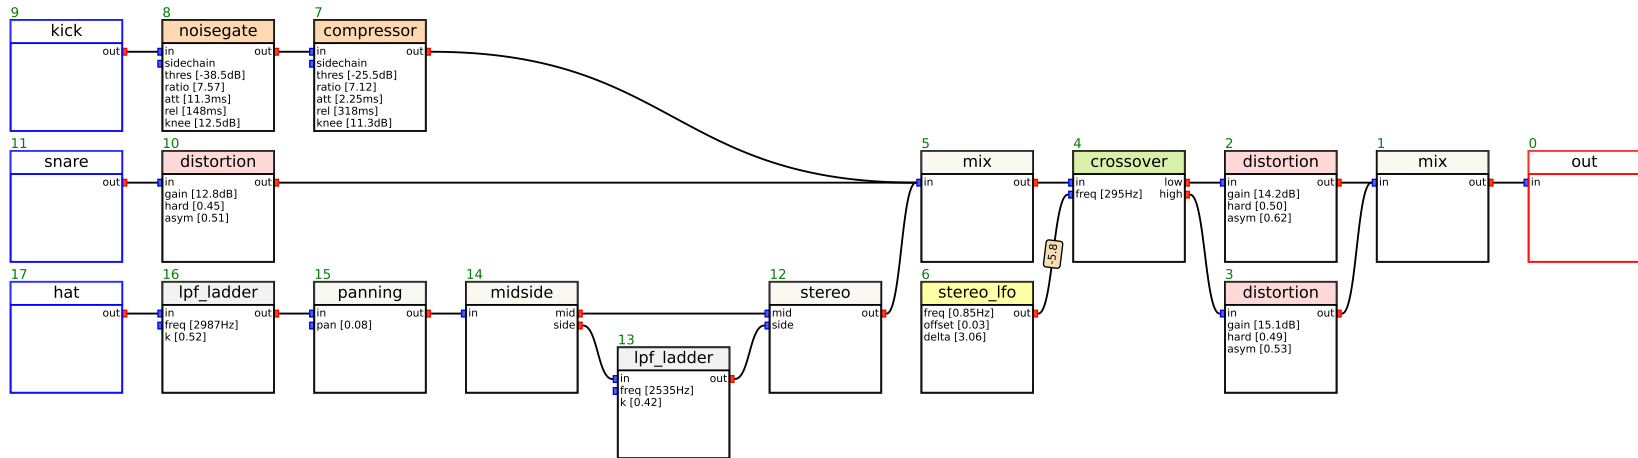 9
kick
out
8
noisegate
in out
sidechain
thres [-38.5dB]
ratio [7.57]
att [11.3ms]
rel [148ms]
knee [12.5dB]
7
compressor
in out
sidechain
thres [-25.5dB]
ratio [7.12]
att [2.25ms]
rel [318ms]
knee [11.3dB]
11
snare
out
10
distortion
in out
gain [12.8dB]
hard [0.45]
asym [0.51]
5
mix
in out
4
crossover
in low
freq [295Hz] high
2
distortion
in out
gain [14.2dB]
hard [0.50]
asym [0.62]
1
mix
in out
0
out
in
-5.8
17
hat
out
16
lpf_ladder
in out
freq [2987Hz]
k [0.52]
15
panning
in out
pan [0.08]
14
midside
in mid
side
13
lpf_ladder
in out
freq [2535Hz]
k [0.42]
12
stereo
mid out
side
6
stereo_lfo
freq [0.85Hz] out
offset [0.03]
delta [3.06]
3
distortion
in out
gain [15.1dB]
hard [0.49]
asym [0.53]